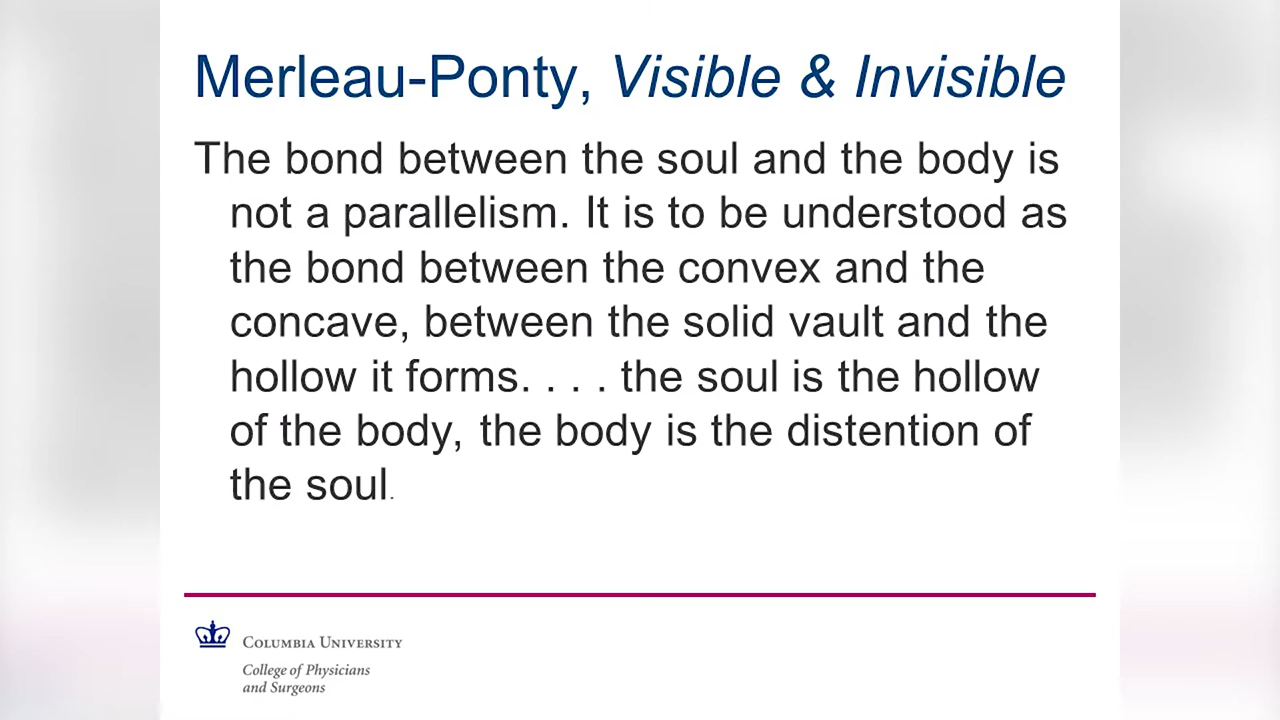 Merleau-Ponty, Visible & Invisible
The bond between the soul and the body is
not a parallelism. It is to be understood as
the bond between the convex and the
concave, between the solid vault and the
hollow it forms. . . . the soul is the hollow
of the body, the body is the distention of
the soul.
Columbia University
College of Physicians
and Surgeons